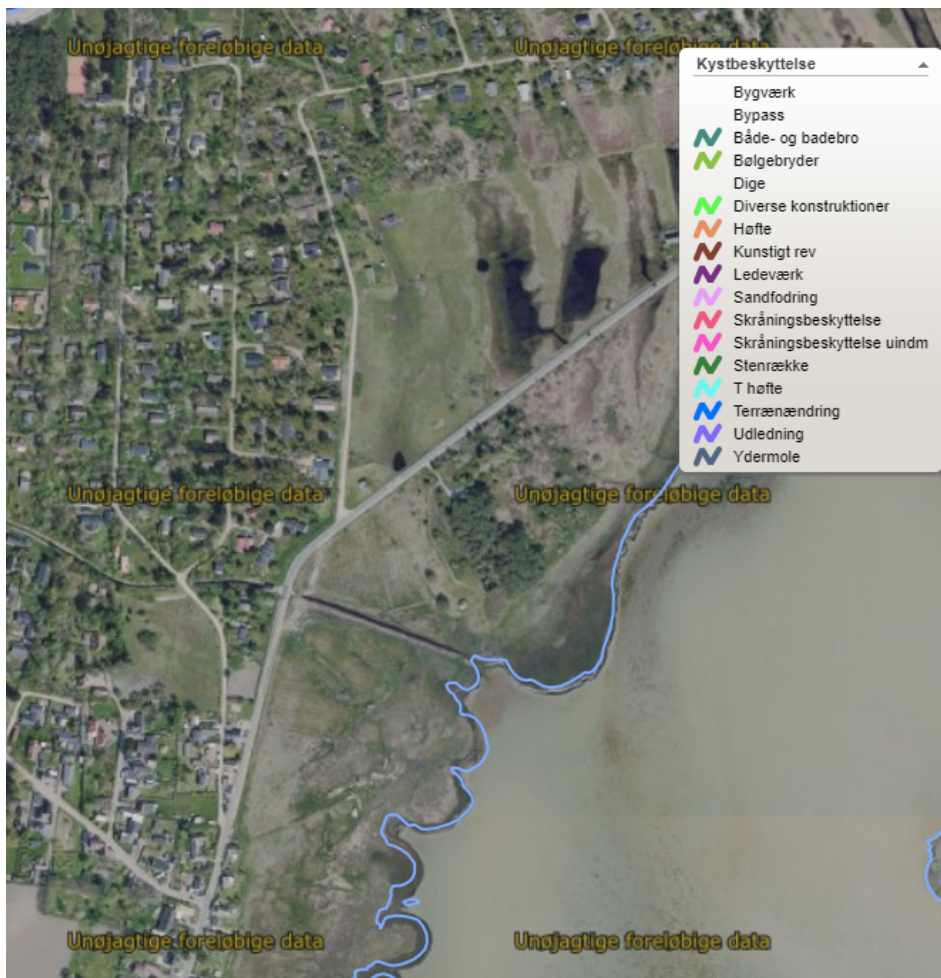 Unøjagtige foreløbige data
Unøjagtige foreløbige data
Kystbeskyttelse
Bygværk
Bypass
Både- og badebro
Bølgebryder
Dige
Diverse konstruktioner
Høfte
Kunstigt rev
Ledeværk
Sandfodring
Skråningsbeskyttelse
Skråningsbeskyttelse uindm
Stenrække
T høfte
Terrænændring
Udledning
Ydermole
Unøjagtige foreløbige data
Unøjagtige foreløbige data
Unøjagtige foreløbige data
Unøjagtige foreløbige data